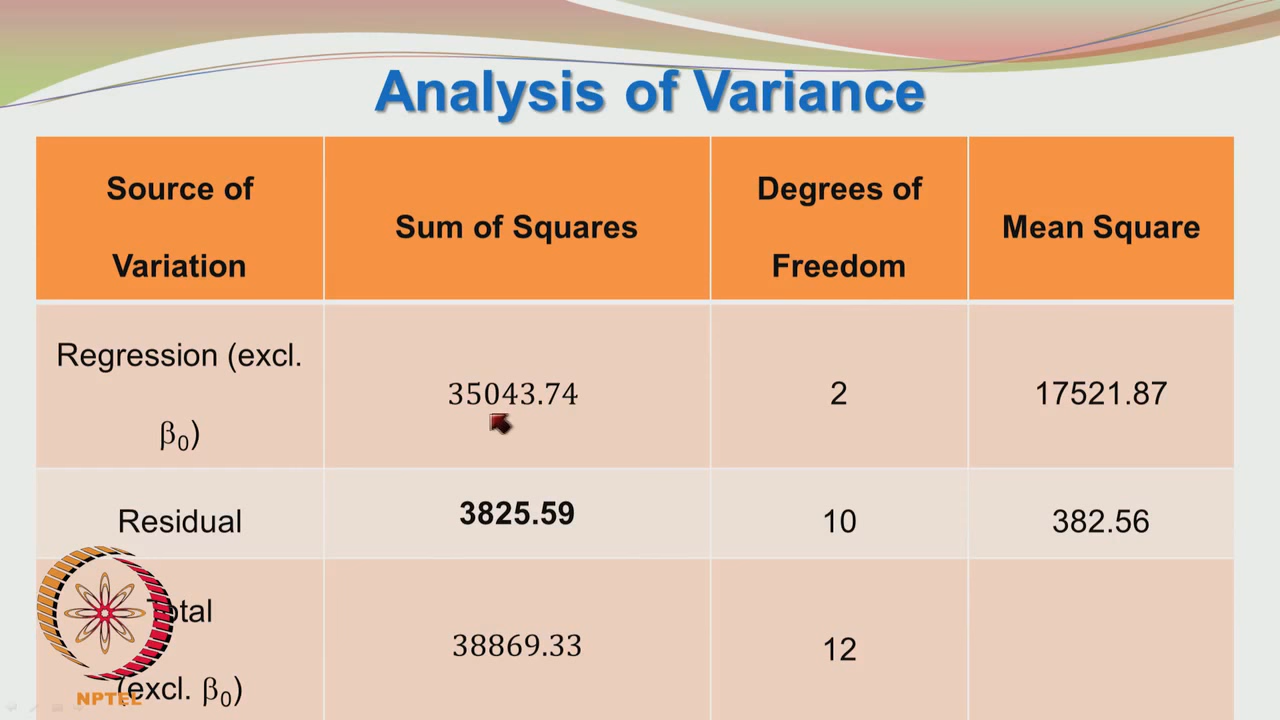 Analysis of Variance
Source of
Variation
Sum of Squares
Degrees of
Freedom
Mean Square
Regression (excl.
β₀)
35043.74
2
17521.87
Residual
3825.59
10
382.56
Total
(excl. β₀)
38869.33
12
NPTEL